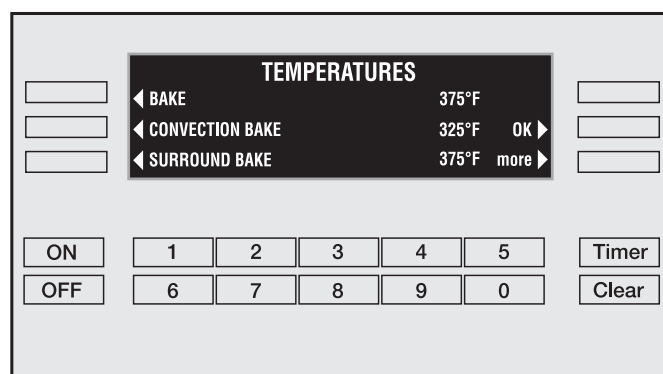 TEMPERATURES
BAKE 375°F
CONVECTION BAKE 325°F OK
SURROUND BAKE 375°F more
ON 1 2 3 4 5 Timer
OFF 6 7 8 9 0 Clear